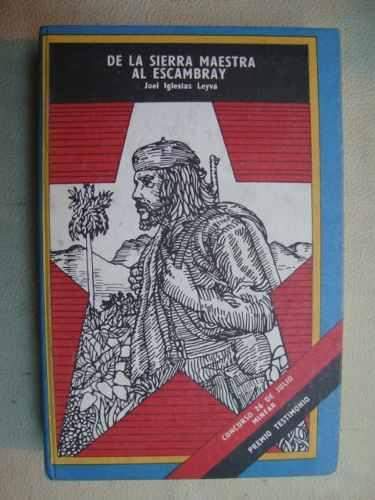 DE LA SIERRA MAESTRA
AL ESCAMBRAY
Joel Iglesias Leyva
CONCURSO 26 DE JULIO
MINFAR
PREMIO TESTIMONIO